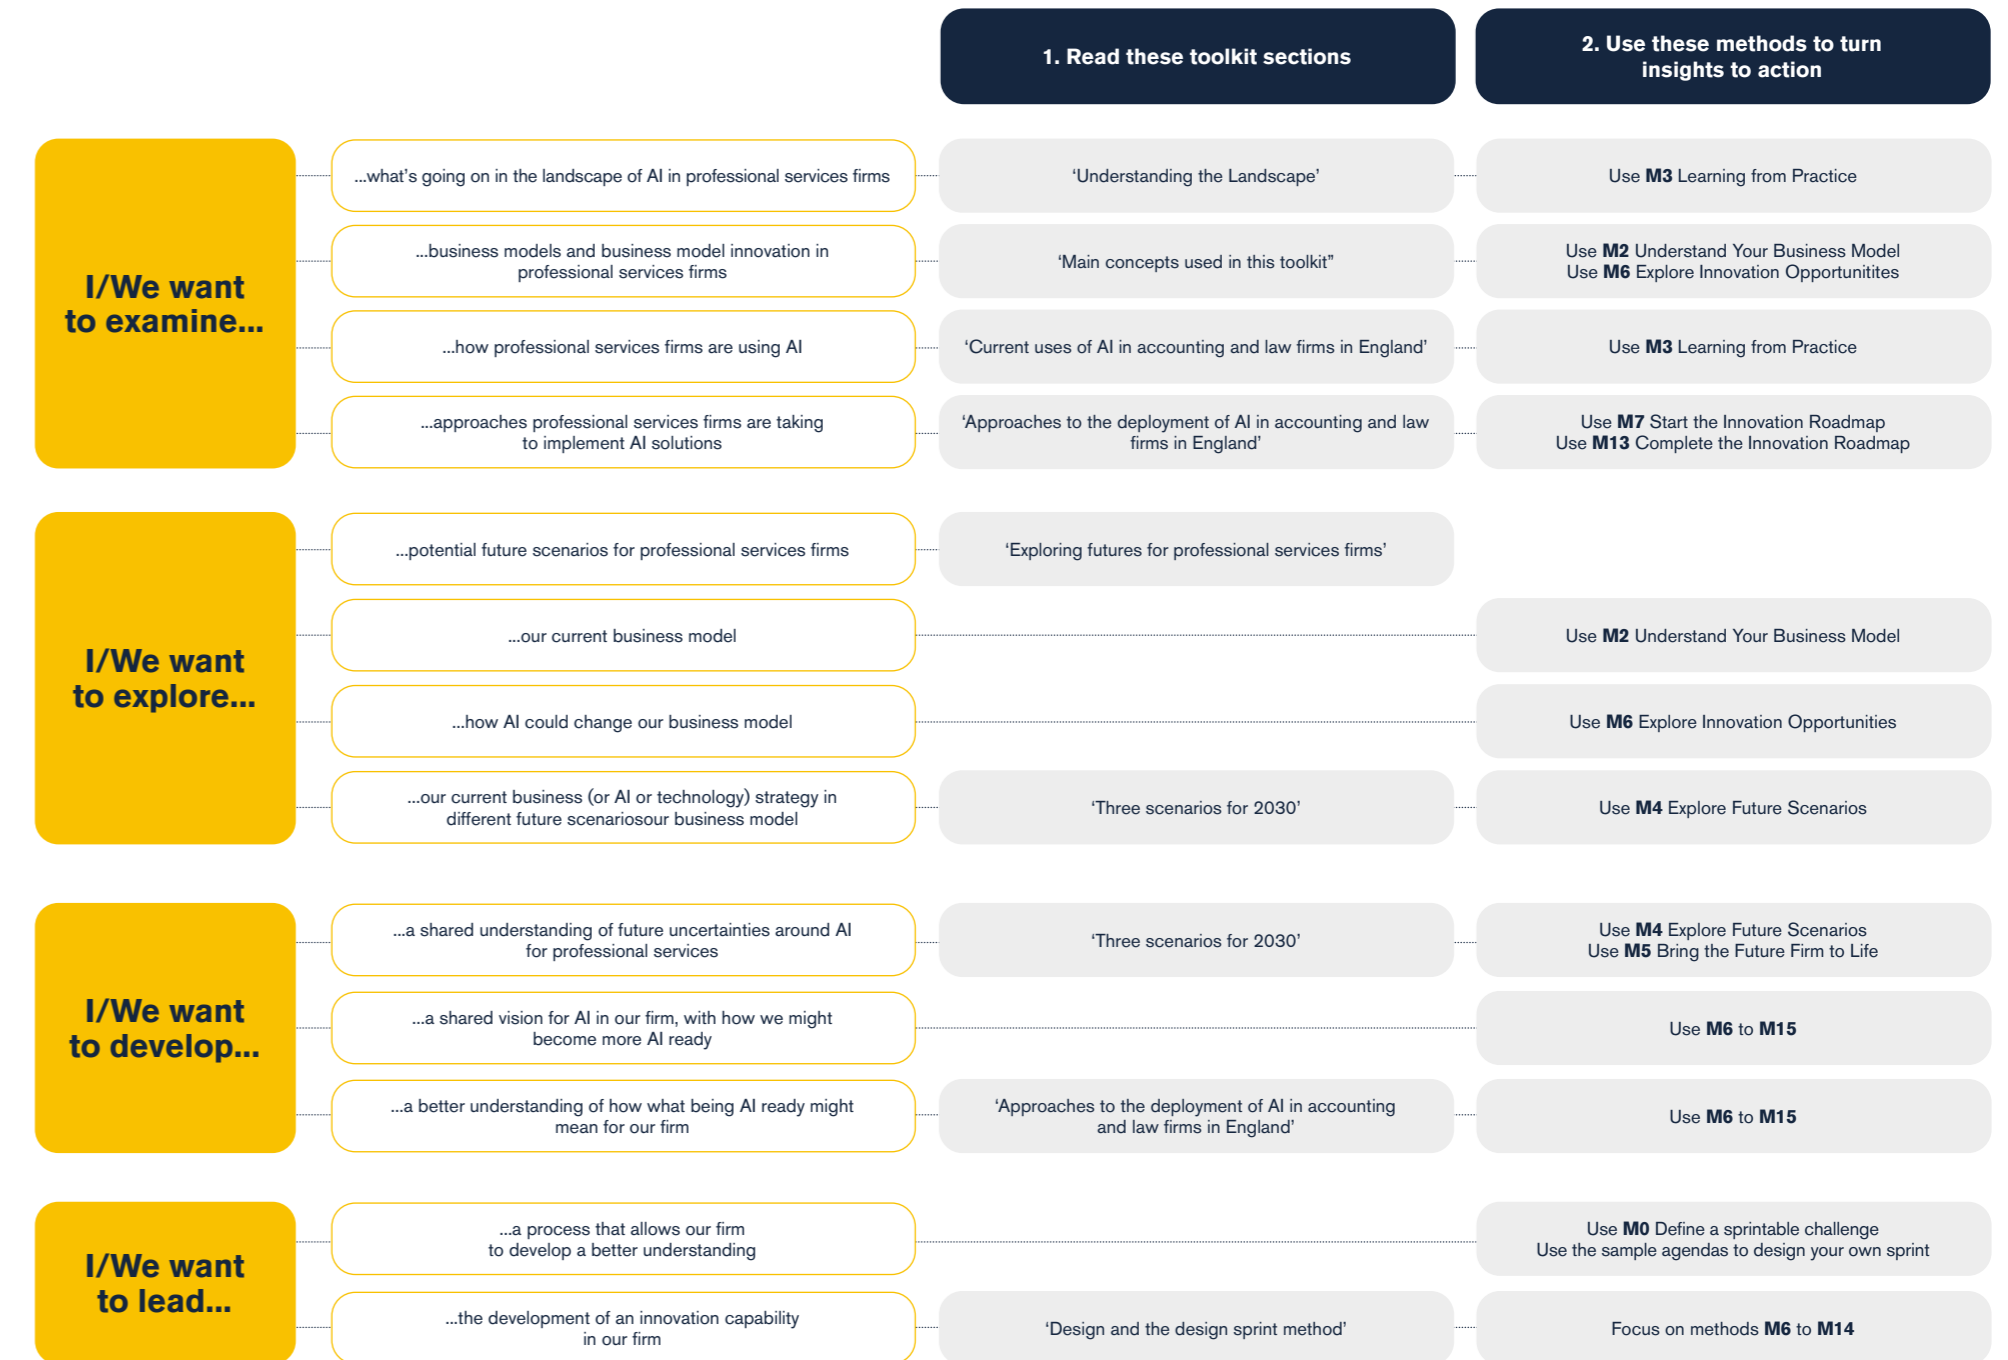 1. Read these toolkit sections
2. Use these methods to turn
insights to action
I/We want
to examine...
...what's going on in the landscape of AI in professional services firms
‘Understanding the Landscape’
Use M3 Learning from Practice
...business models and business model innovation in
professional services firms
‘Main concepts used in this toolkit”
Use M2 Understand Your Business Model
Use M6 Explore Innovation Opportunitites
...how professional services firms are using AI
‘Current uses of AI in accounting and law firms in England’
Use M3 Learning from Practice
...approaches professional services firms are taking
to implement AI solutions
‘Approaches to the deployment of AI in accounting and law
firms in England’
Use M7 Start the Innovation Roadmap
Use M13 Complete the Innovation Roadmap
I/We want
to explore...
...potential future scenarios for professional services firms
‘Exploring futures for professional services firms’
...our current business model
Use M2 Understand Your Business Model
...how AI could change our business model
Use M6 Explore Innovation Opportunities
...our current business (or AI or technology) strategy in
different future scenariosour business model
‘Three scenarios for 2030’
Use M4 Explore Future Scenarios
I/We want
to develop...
...a shared understanding of future uncertainties around AI
for professional services
‘Three scenarios for 2030’
Use M4 Explore Future Scenarios
Use M5 Bring the Future Firm to Life
...a shared vision for AI in our firm, with how we might
become more AI ready
Use M6 to M15
...a better understanding of how what being AI ready might
mean for our firm
‘Approaches to the deployment of AI in accounting
and law firms in England’
Use M6 to M15
I/We want
to lead...
...a process that allows our firm
to develop a better understanding
Use M0 Define a sprintable challenge
Use the sample agendas to design your own sprint
...the development of an innovation capability
in our firm
‘Design and the design sprint method’
Focus on methods M6 to M14